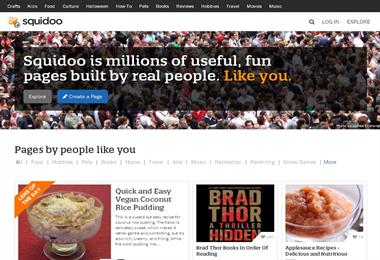 Crafts Kids Food Culture Halloween How-To Pets Books Reviews Hobbies Travel Movies Music
squidoo LOG IN EXPLORE
Squidoo is millions of useful, fun
pages built by real people. Like you.
Explore Create a Page
Pages by people like you
All | Food | Hobbies | Pets | Books | Home | Travel | Arts | Music | Recreation | Parenting | Video Games | More
LENS OF
THE DAY
Quick and Easy
Vegan Coconut
Rice Pudding
This is a superb but easy recipe for
coconut rice pudding. The flavor is
delicately sweet, which makes it
rather gentle and comforting, but it's
also rich, creamy, and filling. While
the word pudding
BRAD
THOR
A THRILLER
HIDDEN
Brad Thor Books In Order Of
Reading
Applesauce Recipes –
Delicious and Nutritious